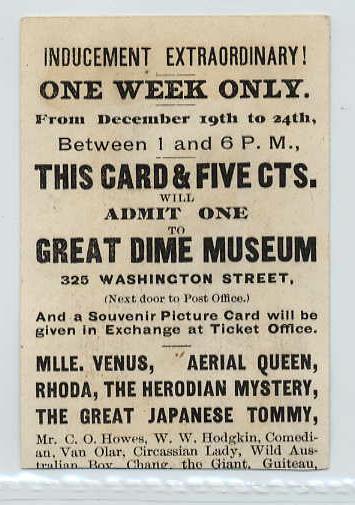 INDUCEMENT EXTRAORDINARY!
ONE WEEK ONLY.
From December 19th to 24th,
Between 1 and 6 P. M.,
THIS CARD & FIVE CTS.
WILL
ADMIT ONE
TO
GREAT DIME MUSEUM
325 WASHINGTON STREET,
(Next door to Post Office.)
And a Souvenir Picture Card will be
given in Exchange at Ticket Office.
MLLE. VENUS, AERIAL QUEEN,
RHODA, THE HERODIAN MYSTERY,
THE GREAT JAPANESE TOMMY,
Mr. C. O. Howes, W. W. Hodgkin, Comedi-
an, Van Olar, Circassian Lady, Wild Aus-
tralian Boy, Chang, the Giant, Guiteau,